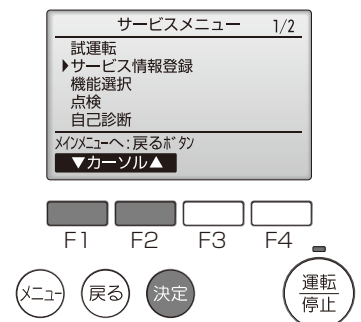 サービスメニュー 1/2
試運転
▶サービス情報登録
機能選択
点検
自己診断
メインメニューへ:戻るボタン
▼カーソル▲
F1 F2 F3 F4
メニュー 戻る 決定 運転
停止